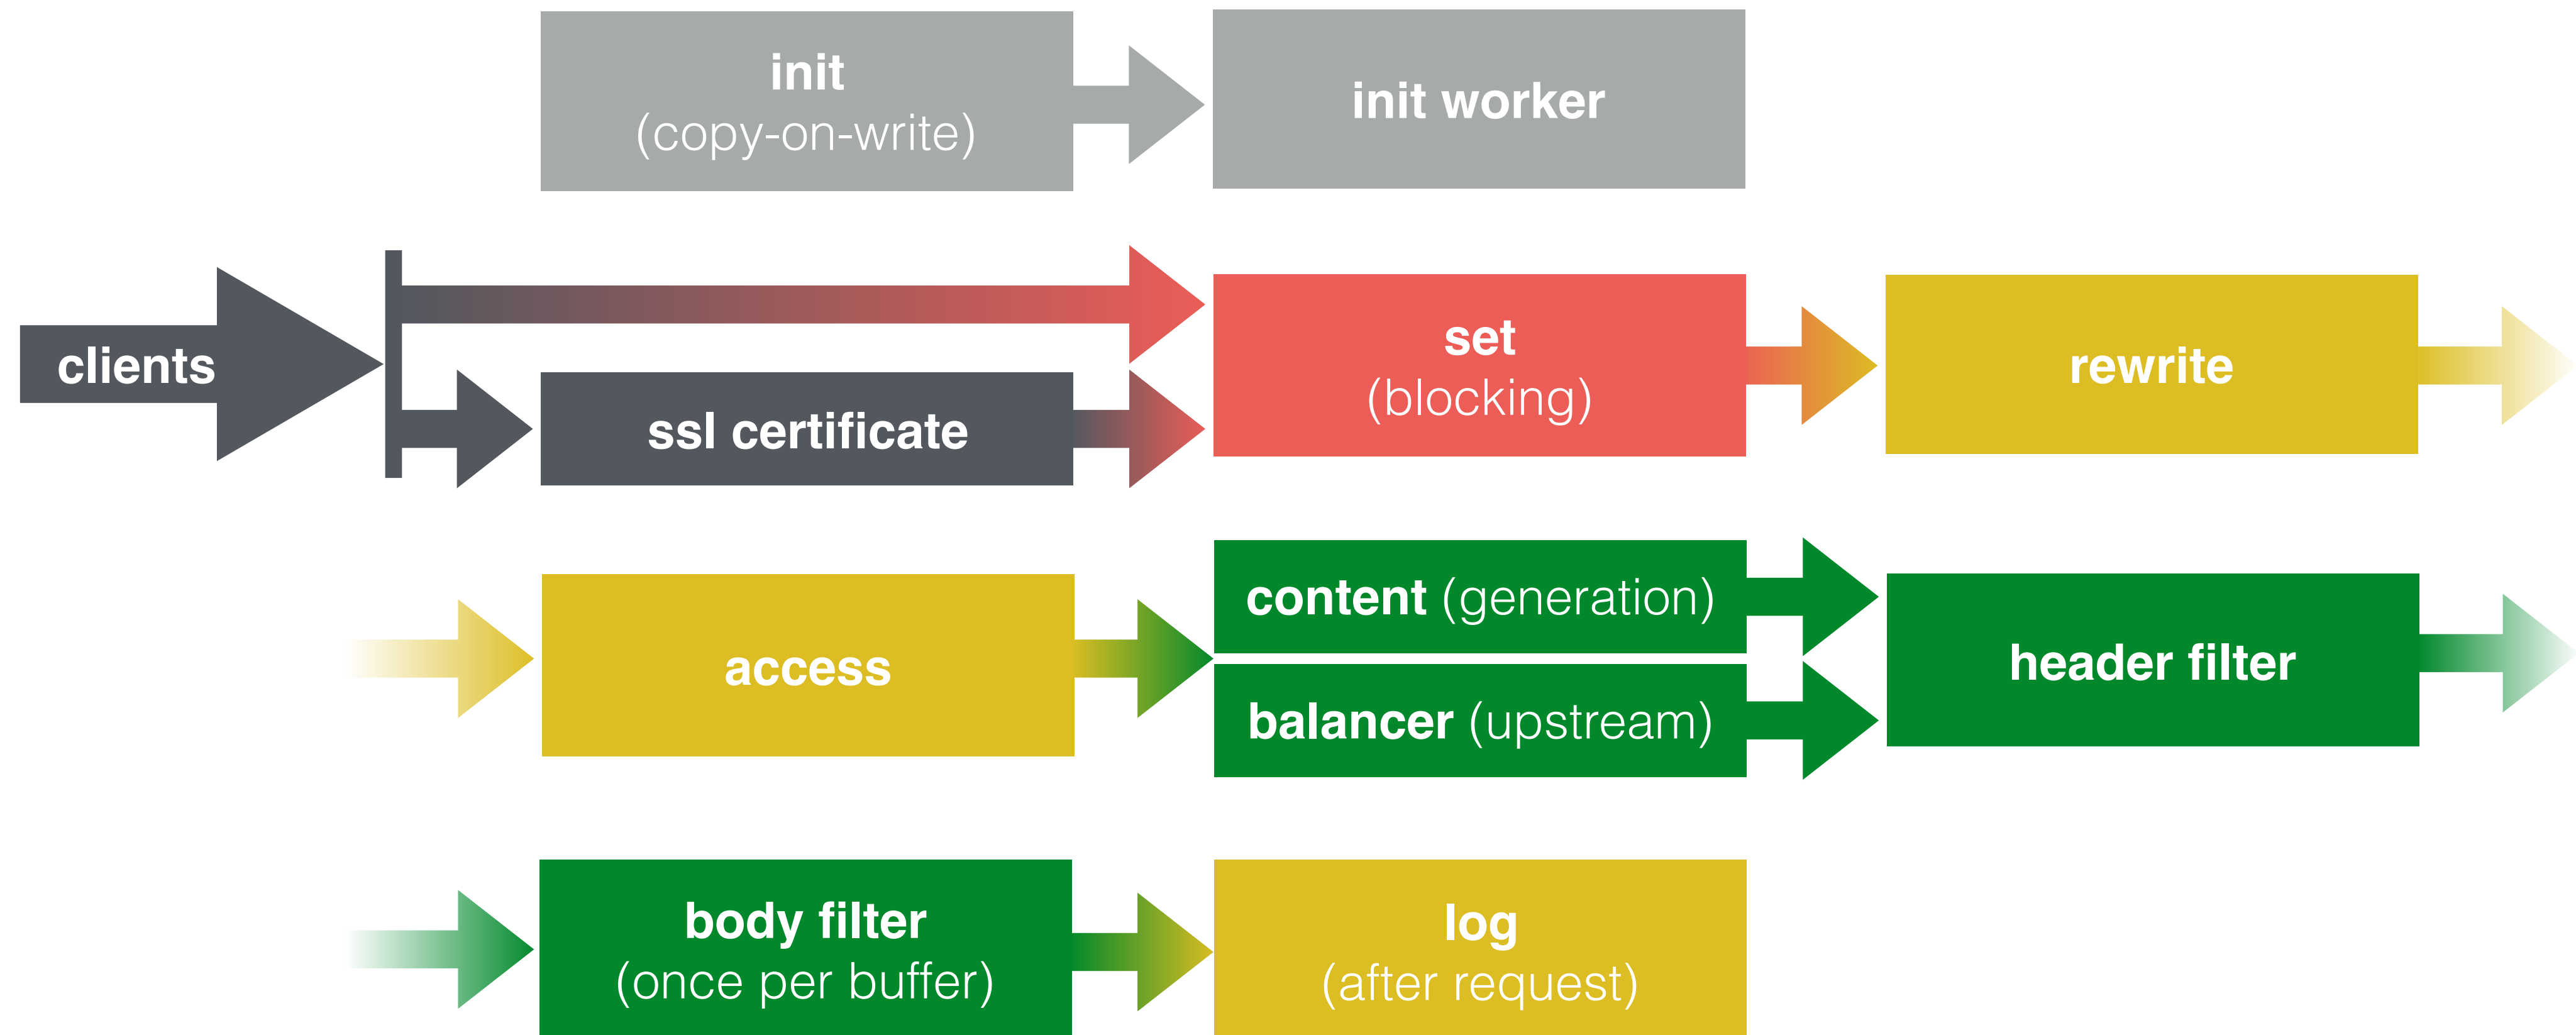 init
(copy-on-write)
init worker
clients
ssl certificate
set
(blocking)
rewrite
access
content (generation)
balancer (upstream)
header filter
body filter
(once per buffer)
log
(after request)